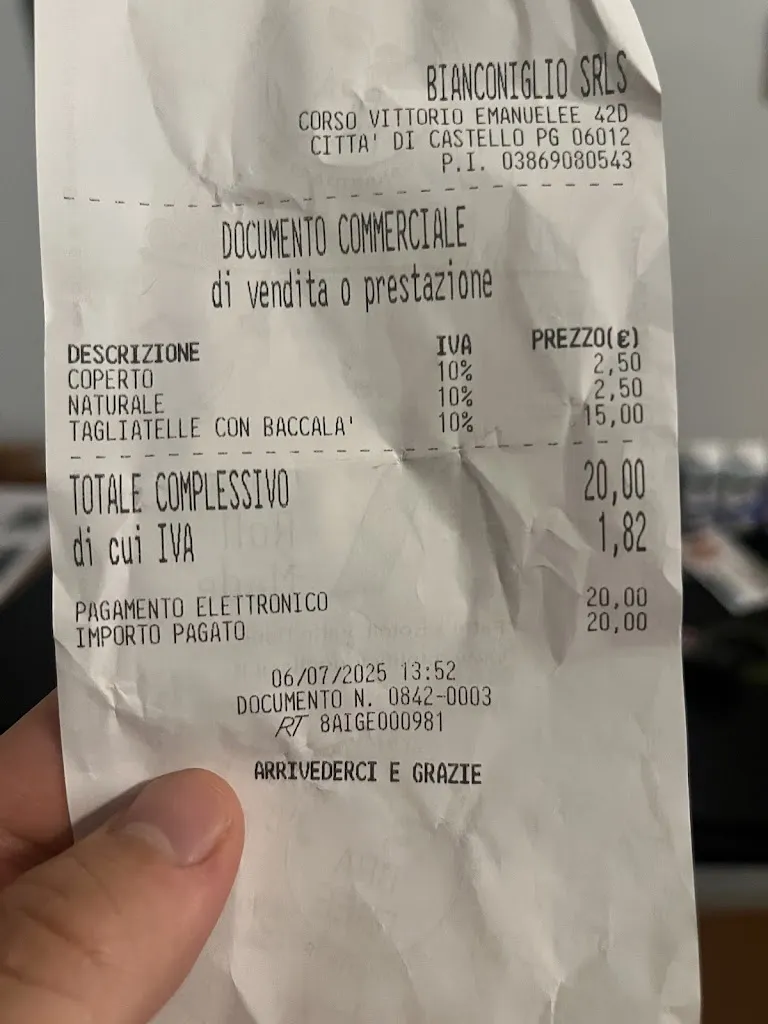 BIANCONIGLIO SRLS
CORSO VITTORIO EMANUELEE 42D
CITTA' DI CASTELLO PG 06012
P.I. 03869080543
DOCUMENTO COMMERCIALE
di vendita o prestazione
DESCRIZIONE IVA PREZZO(€)
COPERTO 10% 2,50
NATURALE 10% 2,50
TAGLIATELLE CON BACCALA' 10% 15,00
TOTALE COMPLESSIVO 20,00
di cui IVA 1,82
PAGAMENTO ELETTRONICO 20,00
IMPORTO PAGATO 20,00
06/07/2025 13:52
DOCUMENTO N. 0842-0003
RT 8AIGE000981
ARRIVEDERCI E GRAZIE